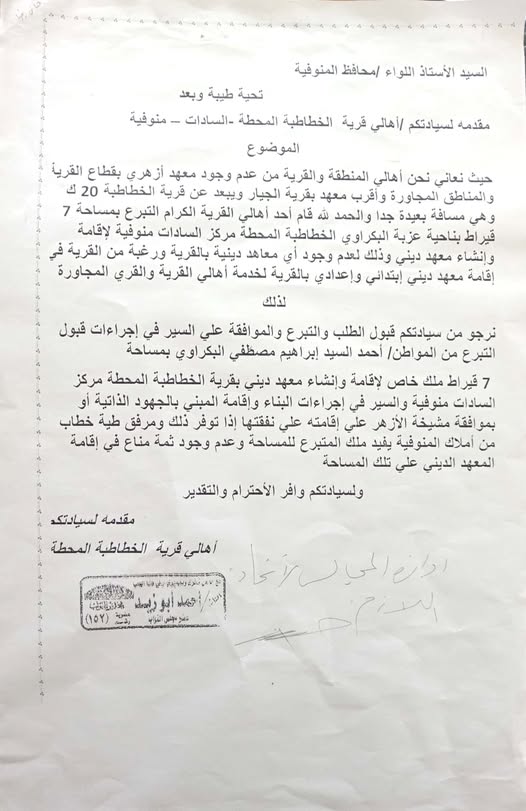 السيد الأستاذ اللواء /محافظ المنوفية
تحية طيبة وبعد
مقدمه لسيادتكم /أهالي قرية الخطاطبة المحطة -السادات – منوفية
الموضوع
حيث نعاني نحن أهالي المنطقة والقرية من عدم وجود معهد أزهري بقطاع القرية
والمناطق المجاورة وأقرب معهد بقرية الجيار ويبعد عن قرية الخطاطبة 20 ك
وهي مسافة بعيدة جدا والحمد لله قام أحد أهالي القرية الكرام التبرع بمساحة 7
قيراط بناحية عزبة البكراوي الخطاطبة المحطة مركز السادات منوفية لإقامة
وإنشاء معهد ديني وذلك لعدم وجود أي معاهد دينية بالقرية ورغبة من القرية في
إقامة معهد ديني إبتدائي وإعدادي بالقرية لخدمة أهالي القرية والقري المجاورة
لذلك
نرجو من سيادتكم قبول الطلب والتبرع والموافقة علي السير في إجراءات قبول
التبرع من المواطن/ أحمد السيد إبراهيم مصطفي البكراوي بمساحة
7 قيراط ملك خاص لإقامة وإنشاء معهد ديني بقرية الخطاطبة المحطة مركز
السادات منوفية والسير في إجراءات البناء وإقامة المبني بالجهود الذاتية أو
بموافقة مشيخة الأزهر علي إقامته علي نفقتها إذا توفر ذلك ومرفق طية خطاب
من أملاك المنوفية يفيد ملك المتبرع للمساحة وعدم وجود ثمة مناع في إقامة
المعهد الديني علي تلك المساحة
ولسيادتكم وافر الأحترام والتقدير
مقدمه لسيادتكم
أهالي قرية الخطاطبة المحطة
أحمد أبو زيد
عضو مجلس النواب
(١٥٢)